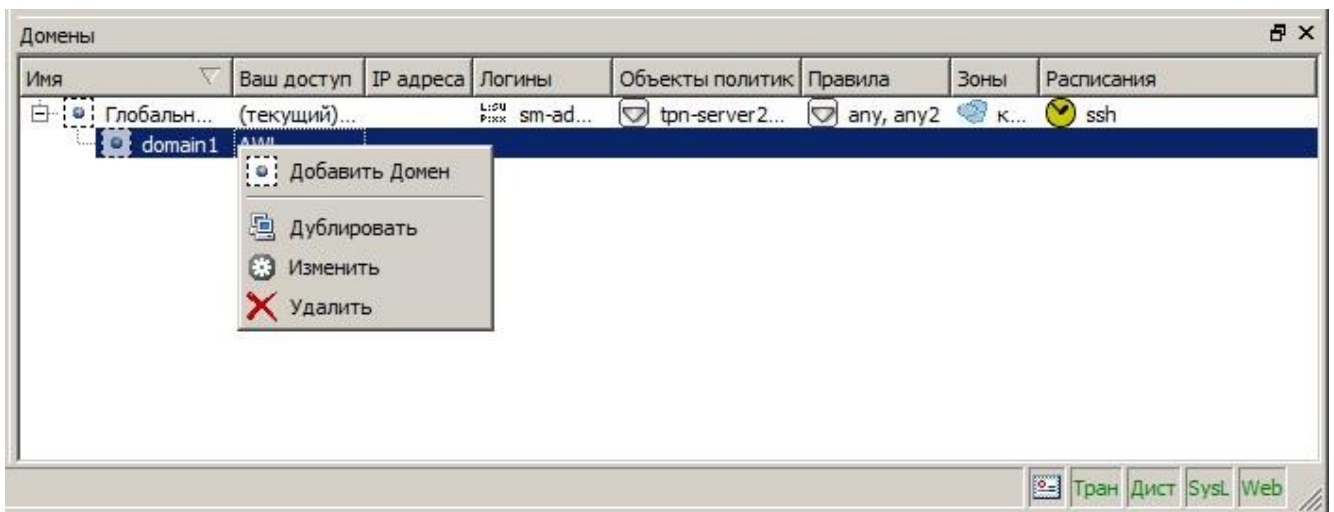 Домены
Имя Ваш доступ IP адреса Логины Объекты политик Правила Зоны Расписания
Глобальн... (текущий)... sm-ad... tpn-server2... any, any2 к... ssh
domain1
Добавить Домен
Дублировать
Изменить
Удалить
Тран Дист SysL Web